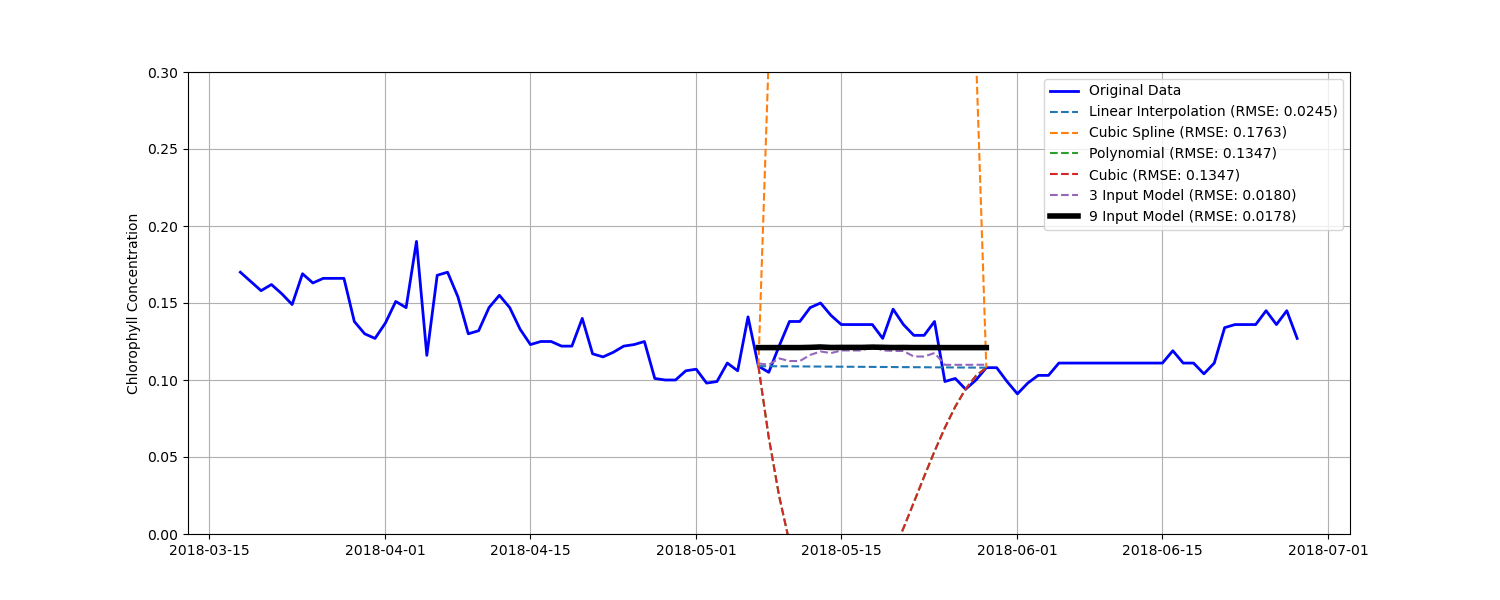 0.30
0.25
0.20
0.15
0.10
0.05
0.00
Chlorophyll Concentration
Original Data
Linear Interpolation (RMSE: 0.0245)
Cubic Spline (RMSE: 0.1763)
Polynomial (RMSE: 0.1347)
Cubic (RMSE: 0.1347)
3 Input Model (RMSE: 0.0180)
9 Input Model (RMSE: 0.0178)
2018-03-15 2018-04-01 2018-04-15 2018-05-01 2018-05-15 2018-06-01 2018-06-15 2018-07-01